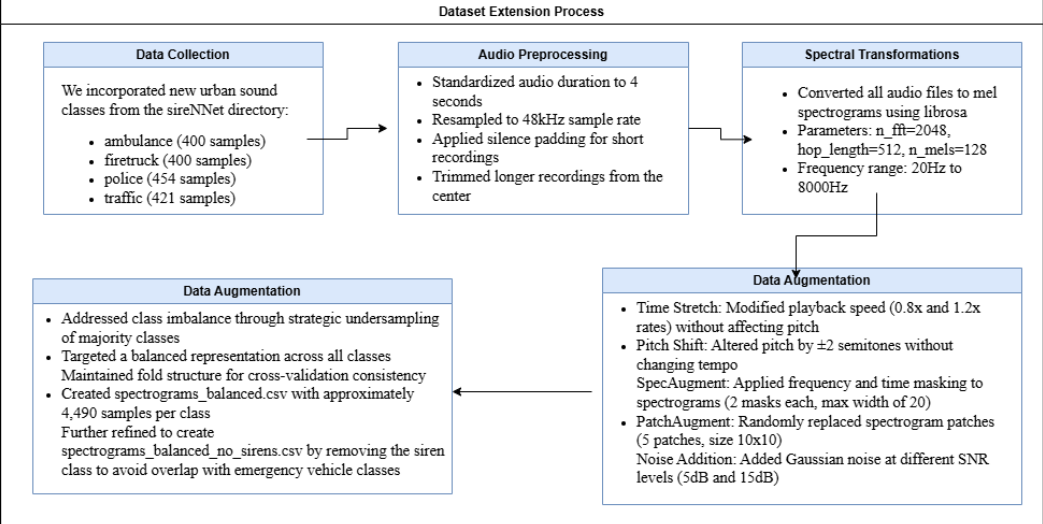 Dataset Extension Process
Data Collection
We incorporated new urban sound
classes from the sireNNet directory:
• ambulance (400 samples)
• firetruck (400 samples)
• police (454 samples)
• traffic (421 samples)
Audio Preprocessing
• Standardized audio duration to 4
seconds
• Resampled to 48kHz sample rate
• Applied silence padding for short
recordings
• Trimmed longer recordings from the
center
Spectral Transformations
• Converted all audio files to mel
spectrograms using librosa
• Parameters: n_fft=2048,
hop_length=512, n_mels=128
• Frequency range: 20Hz to
8000Hz
Data Augmentation
• Time Stretch: Modified playback speed (0.8x and 1.2x
rates) without affecting pitch
• Pitch Shift: Altered pitch by ±2 semitones without
changing tempo
SpecAugment: Applied frequency and time masking to
spectrograms (2 masks each, max width of 20)
• PatchAugment: Randomly replaced spectrogram patches
(5 patches, size 10x10)
Noise Addition: Added Gaussian noise at different SNR
levels (5dB and 15dB)
Data Augmentation
• Addressed class imbalance through strategic undersampling
of majority classes
• Targeted a balanced representation across all classes
Maintained fold structure for cross-validation consistency
• Created spectrograms_balanced.csv with approximately
4,490 samples per class
Further refined to create
spectrograms_balanced_no_sirens.csv by removing the siren
class to avoid overlap with emergency vehicle classes